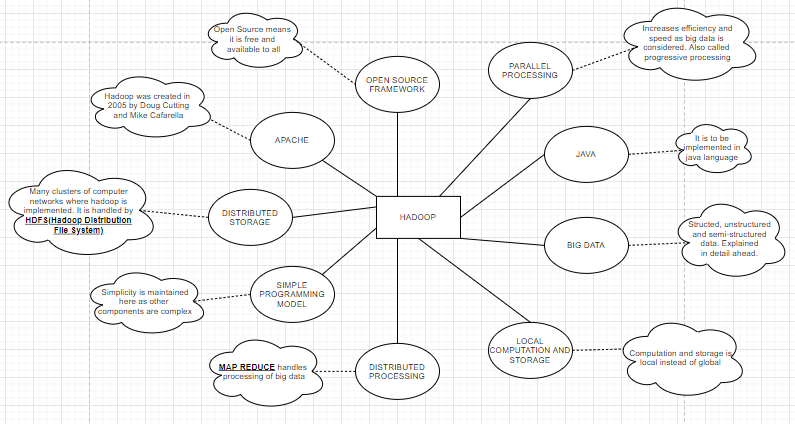 Open Source means
it is free and
available to all
OPEN SOURCE
FRAMEWORK
PARALLEL
PROCESSING
Increases efficiency and
speed as big data is
considered. Also called
progressive processing
Hadoop was created in
2005 by Doug Cutting
and Mike Cafarella
APACHE
JAVA
It is to be
implemented in
java language
Many clusters of computer
networks where hadoop is
implemented. It is handled by
HDFS(Hadoop Distribution
File System)
DISTRIBUTED
STORAGE
HADOOP
BIG DATA
Structed, unstructured
and semi-structured
data. Explained
in detail ahead.
Simplicity is maintained
here as other
components are complex
SIMPLE
PROGRAMMING
MODEL
LOCAL
COMPUTATION AND
STORAGE
Computation and storage is
local instead of global
MAP REDUCE handles
processing of big data
DISTRIBUTED
PROCESSING